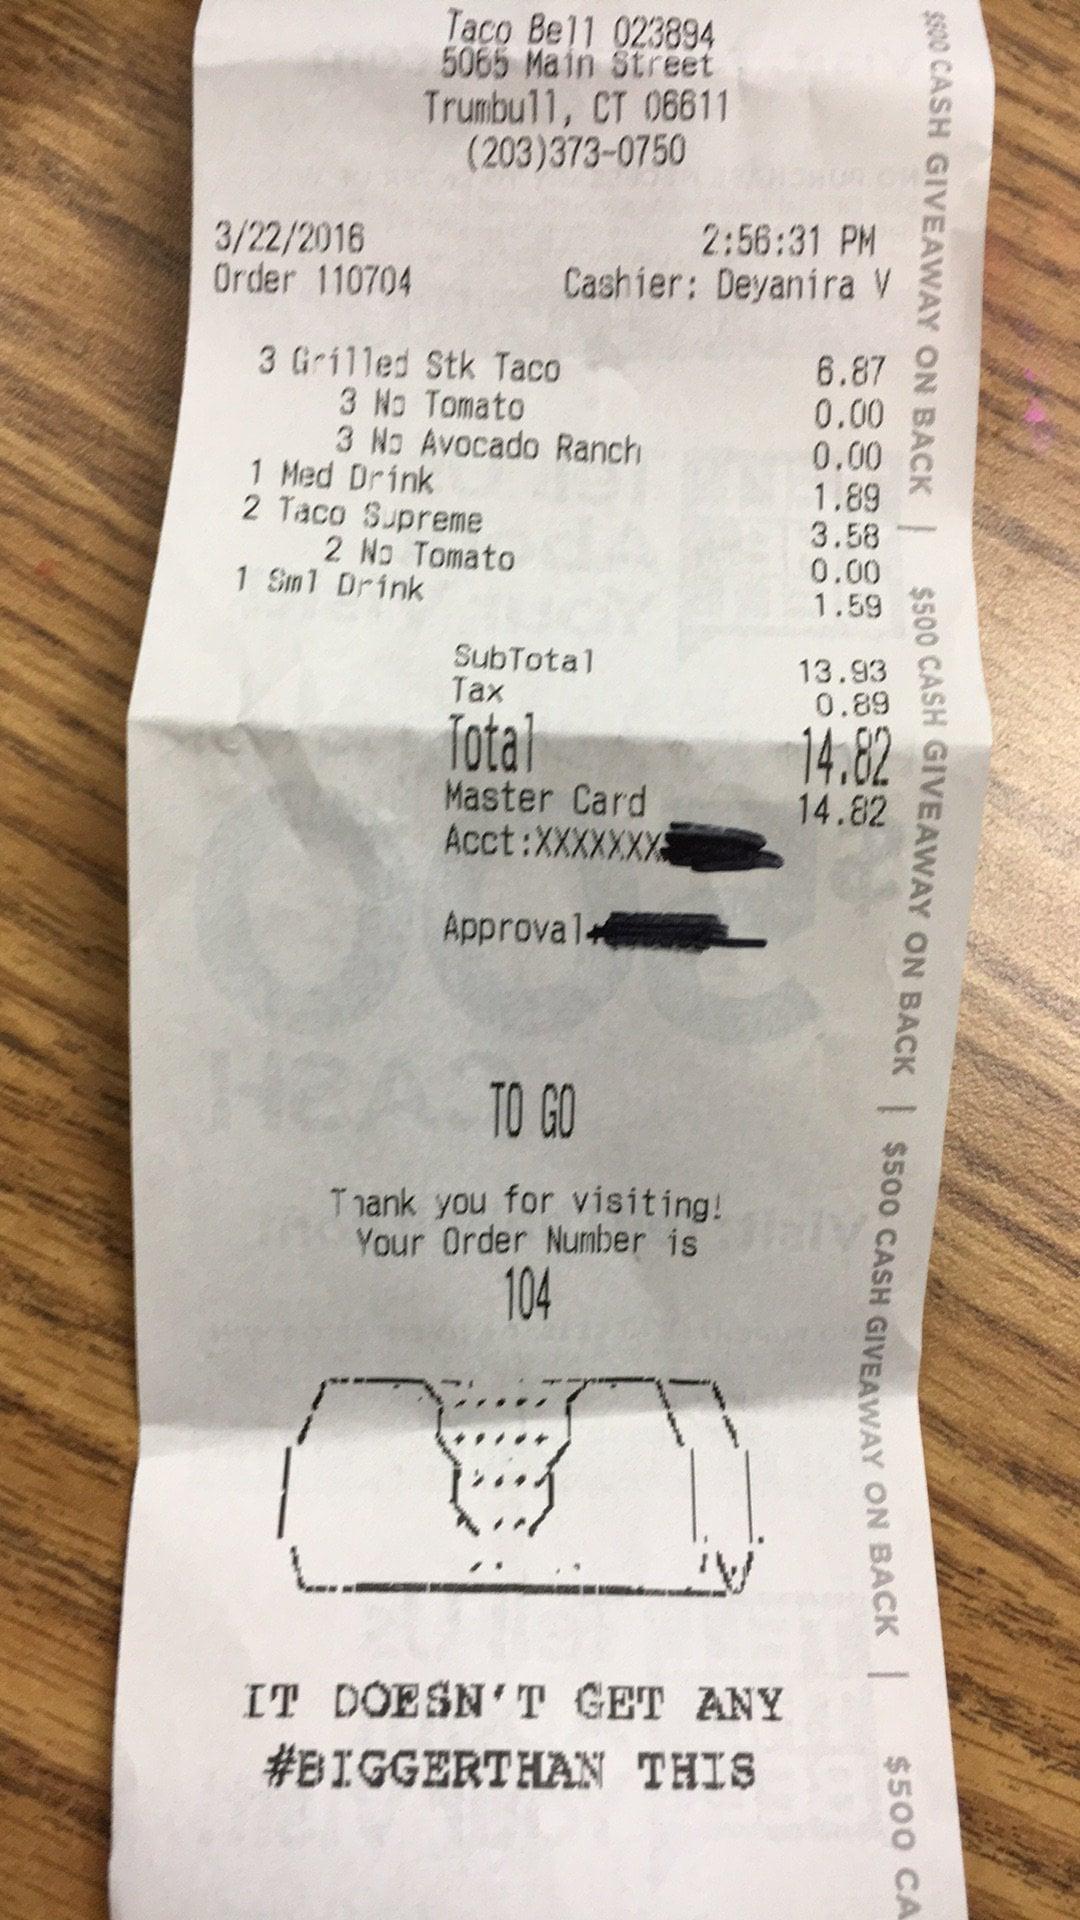 Taco Bell 023894
5065 Main Street
Trumbull, CT 06611
(203)373-0750
3/22/2016 2:56:31 PM
Order 110704 Cashier: Deyanira V
3 Grilled Stk Taco 6.87
3 No Tomato 0.00
3 No Avocado Ranch 0.00
1 Med Drink 1.89
2 Taco Supreme 3.58
2 No Tomato 0.00
1 Sml Drink 1.59
SubTotal 13.93
Tax 0.89
Total 14.82
Master Card 14.82
Acct:XXXXXXX
Approval:
TO GO
Thank you for visiting!
Your Order Number is
104
IT DOESN'T GET ANY
#BIGGERTHAN THIS
$500 CASH GIVEAWAY ON BACK | $500 CASH GIVEAWAY ON BACK | $500 CASH GIVEAWAY ON BACK | $500 CA